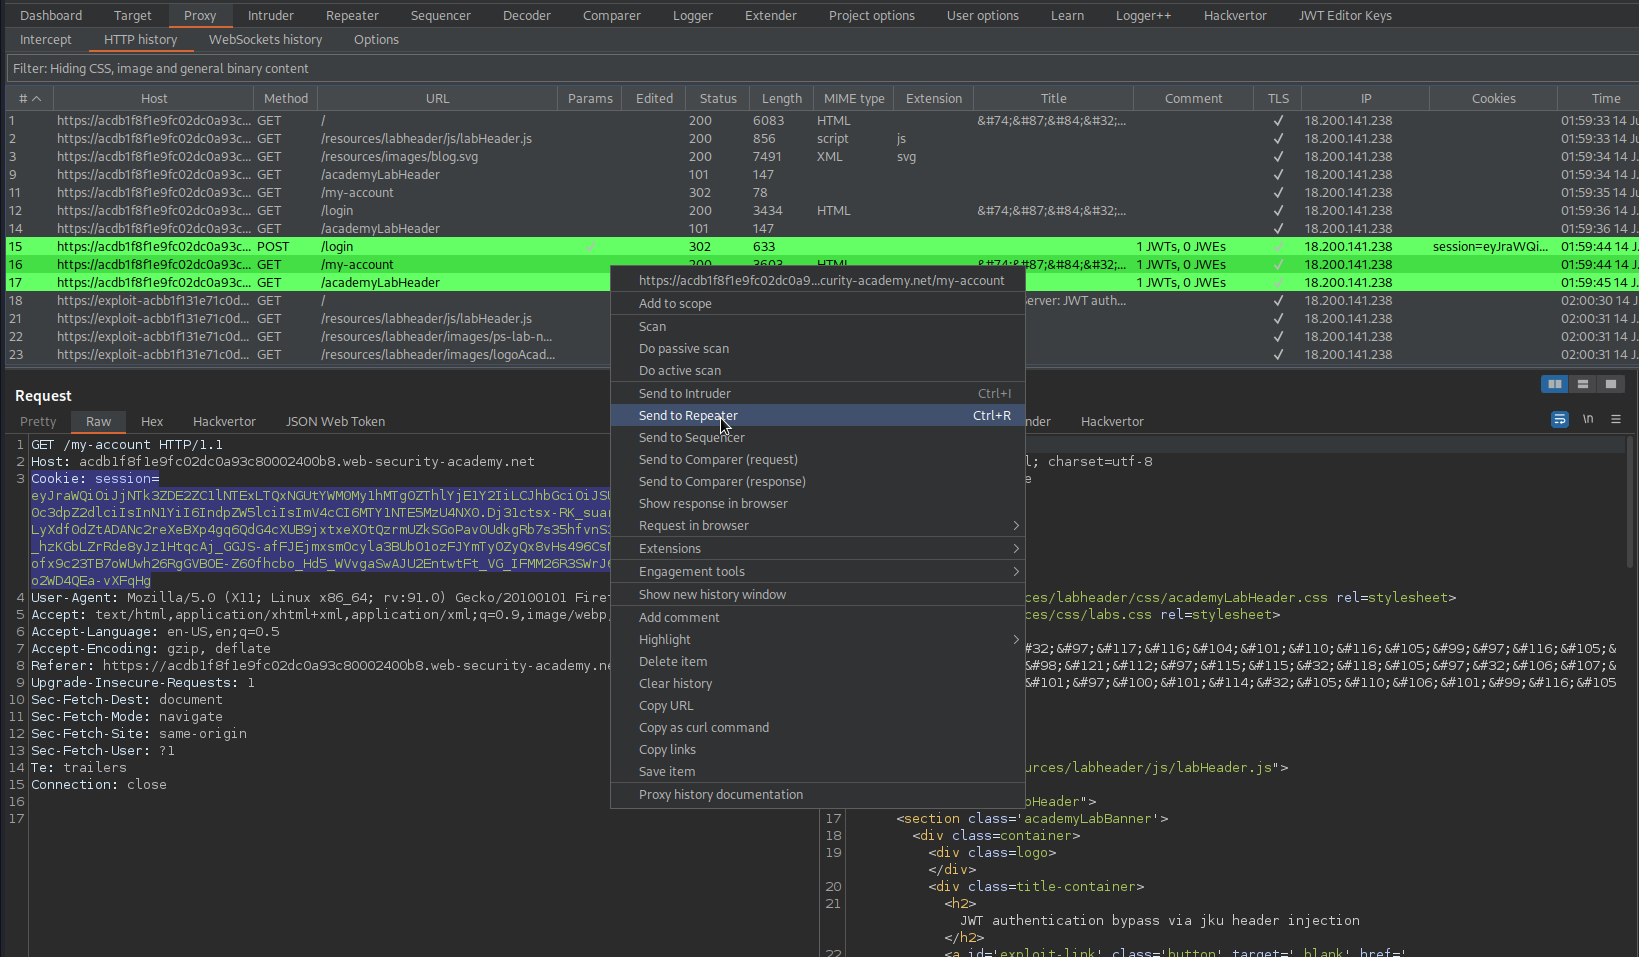 Dashboard Target Proxy Intruder Repeater Sequencer Decoder Comparer Logger Extender Project options User options Learn Logger++ Hackvertor JWT Editor Keys
Intercept HTTP history WebSockets history Options
Filter: Hiding CSS, image and general binary content
# Host Method URL Params Edited Status Length MIME type Extension Title Comment TLS IP Cookies Time
1 https://acdb1f8f1e9fc02dc0a93c... GET / 200 6083 HTML &#74;&#87;&#84;&#32;... ✓ 18.200.141.238 01:59:33 14 Ju
2 https://acdb1f8f1e9fc02dc0a93c... GET /resources/labheader/js/labHeader.js 200 856 script js ✓ 18.200.141.238 01:59:33 14 J...
3 https://acdb1f8f1e9fc02dc0a93c... GET /resources/images/blog.svg 200 7491 XML svg ✓ 18.200.141.238 01:59:34 14 J...
9 https://acdb1f8f1e9fc02dc0a93c... GET /academyLabHeader 101 147 ✓ 18.200.141.238 01:59:34 14 J...
11 https://acdb1f8f1e9fc02dc0a93c... GET /my-account 302 78 ✓ 18.200.141.238 01:59:35 14 Ju
12 https://acdb1f8f1e9fc02dc0a93c... GET /login 200 3434 HTML &#74;&#87;&#84;&#32;... ✓ 18.200.141.238 01:59:36 14 J...
14 https://acdb1f8f1e9fc02dc0a93c... GET /academyLabHeader 101 147 ✓ 18.200.141.238 01:59:36 14 J...
15 https://acdb1f8f1e9fc02dc0a93c... POST /login ✓ 302 633 1 JWTs, 0 JWEs ✓ 18.200.141.238 session=eyJraWQi... 01:59:44 14 J...
16 https://acdb1f8f1e9fc02dc0a93c... GET /my-account 200 3603 HTML &#74;&#87;&#84;&#32;... 1 JWTs, 0 JWEs ✓ 18.200.141.238 01:59:44 14 J...
17 https://acdb1f8f1e9fc02dc0a93c... GET /academyLabHeader 1 JWTs, 0 JWEs ✓ 18.200.141.238 01:59:45 14 J...
18 https://exploit-acbb1f131e71c0d... GET / erver: JWT auth... ✓ 18.200.141.238 02:00:30 14 J...
21 https://exploit-acbb1f131e71c0d... GET /resources/labheader/js/labHeader.js ✓ 18.200.141.238 02:00:31 14 J...
22 https://exploit-acbb1f131e71c0d... GET /resources/labheader/images/ps-lab-n... ✓ 18.200.141.238 02:00:31 14 J...
23 https://exploit-acbb1f131e71c0d... GET /resources/labheader/images/logoAcad... ✓ 18.200.141.238 02:00:31 14 J...
https://acdb1f8f1e9fc02dc0a9...curity-academy.net/my-account
Add to scope
Scan
Do passive scan
Do active scan
Send to Intruder Ctrl+I
Send to Repeater Ctrl+R
Send to Sequencer
Send to Comparer (request)
Send to Comparer (response)
Show response in browser
Request in browser
Extensions
Engagement tools
Show new history window
Add comment
Highlight
Delete item
Clear history
Copy URL
Copy as curl command
Copy links
Save item
Proxy history documentation
Request
Pretty Raw Hex Hackvertor JSON Web Token
1 GET /my-account HTTP/1.1
2 Host: acdb1f8f1e9fc02dc0a93c80002400b8.web-security-academy.net
3 Cookie: session=
o2WD4QEa-vXFqHg
4 User-Agent: Mozilla/5.0 (X11; Linux x86_64; rv:91.0) Gecko/20100101 Firef
5 Accept: text/html,application/xhtml+xml,application/xml;q=0.9,image/webp,
6 Accept-Language: en-US,en;q=0.5
7 Accept-Encoding: gzip, deflate
8 Referer: https://acdb1f8f1e9fc02dc0a93c80002400b8.web-security-academy.ne
9 Upgrade-Insecure-Requests: 1
10 Sec-Fetch-Dest: document
11 Sec-Fetch-Mode: navigate
12 Sec-Fetch-Site: same-origin
13 Sec-Fetch-User: ?1
14 Te: trailers
15 Connection: close
16
17
nder Hackvertor \n
l; charset=utf-8
e
ces/labheader/css/academyLabHeader.css rel=stylesheet>
ces/css/labs.css rel=stylesheet>
#32;&#97;&#117;&#116;&#104;&#101;&#110;&#116;&#105;&#99;&#97;&#116;&#105;&
#98;&#121;&#112;&#97;&#115;&#115;&#32;&#118;&#105;&#97;&#32;&#106;&#107;&
#101;&#97;&#100;&#101;&#114;&#32;&#105;&#110;&#106;&#101;&#99;&#116;&#105
urces/labheader/js/labHeader.js">
bHeader">
17 <section class='academyLabBanner'>
18 <div class=container>
19 <div class=logo>
</div>
20 <div class=title-container>
21 <h2>
JWT authentication bypass via jku header injection
</h2>
22 <a id='exploit-link' class='button' target='_blank' href='